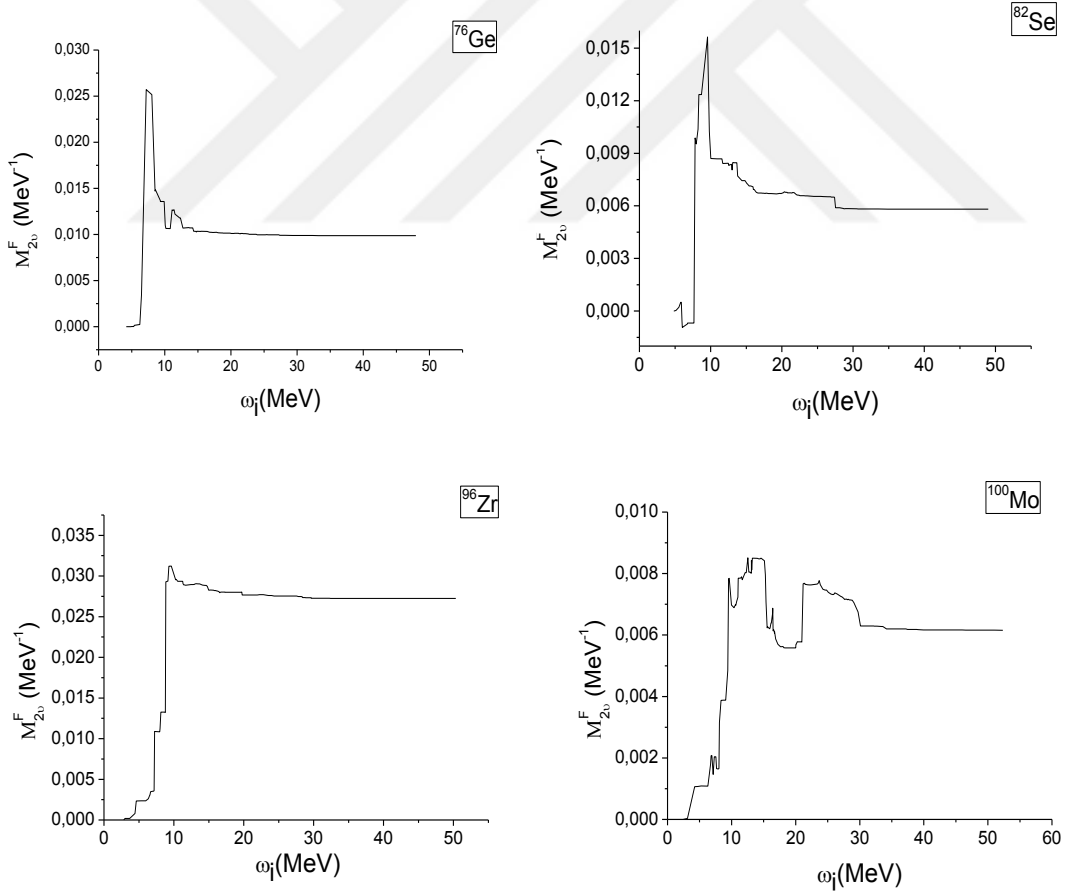 ⁷⁶Ge
0,030
0,025
0,020
0,015
0,010
0,005
0,000
M^F_2υ (MeV⁻¹)
0 10 20 30 40 50
ω_i(MeV)
⁸²Se
0,015
0,012
0,009
0,006
0,003
0,000
M^F_2υ (MeV⁻¹)
0 10 20 30 40 50
ω_i(MeV)
⁹⁶Zr
0,035
0,030
0,025
0,020
0,015
0,010
0,005
0,000
M^F_2υ (MeV⁻¹)
0 10 20 30 40 50
ω_i(MeV)
¹⁰⁰Mo
0,010
0,008
0,006
0,004
0,002
0,000
M^F_2υ (MeV⁻¹)
0 10 20 30 40 50 60
ω_i(MeV)